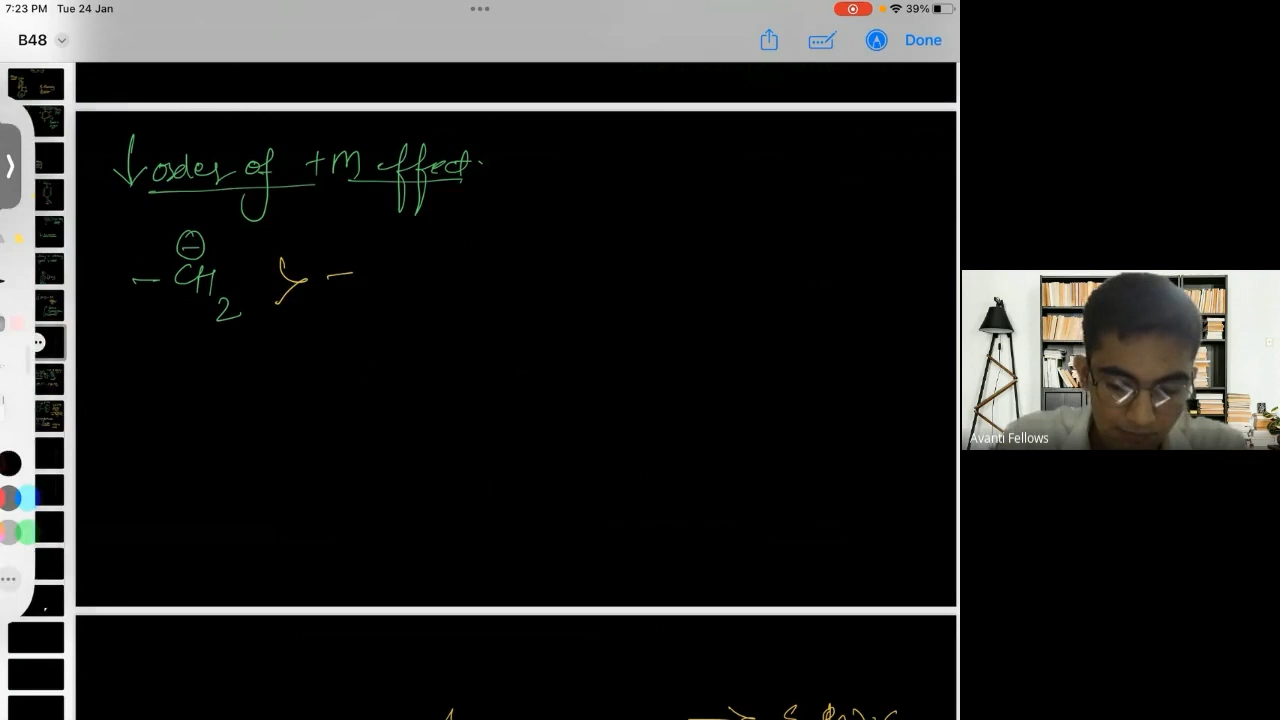 7:23 PM Tue 24 Jan
39%
B48
Done
↓ order of +M effect.
⊖
- CH2 > -
Avanti Fellows